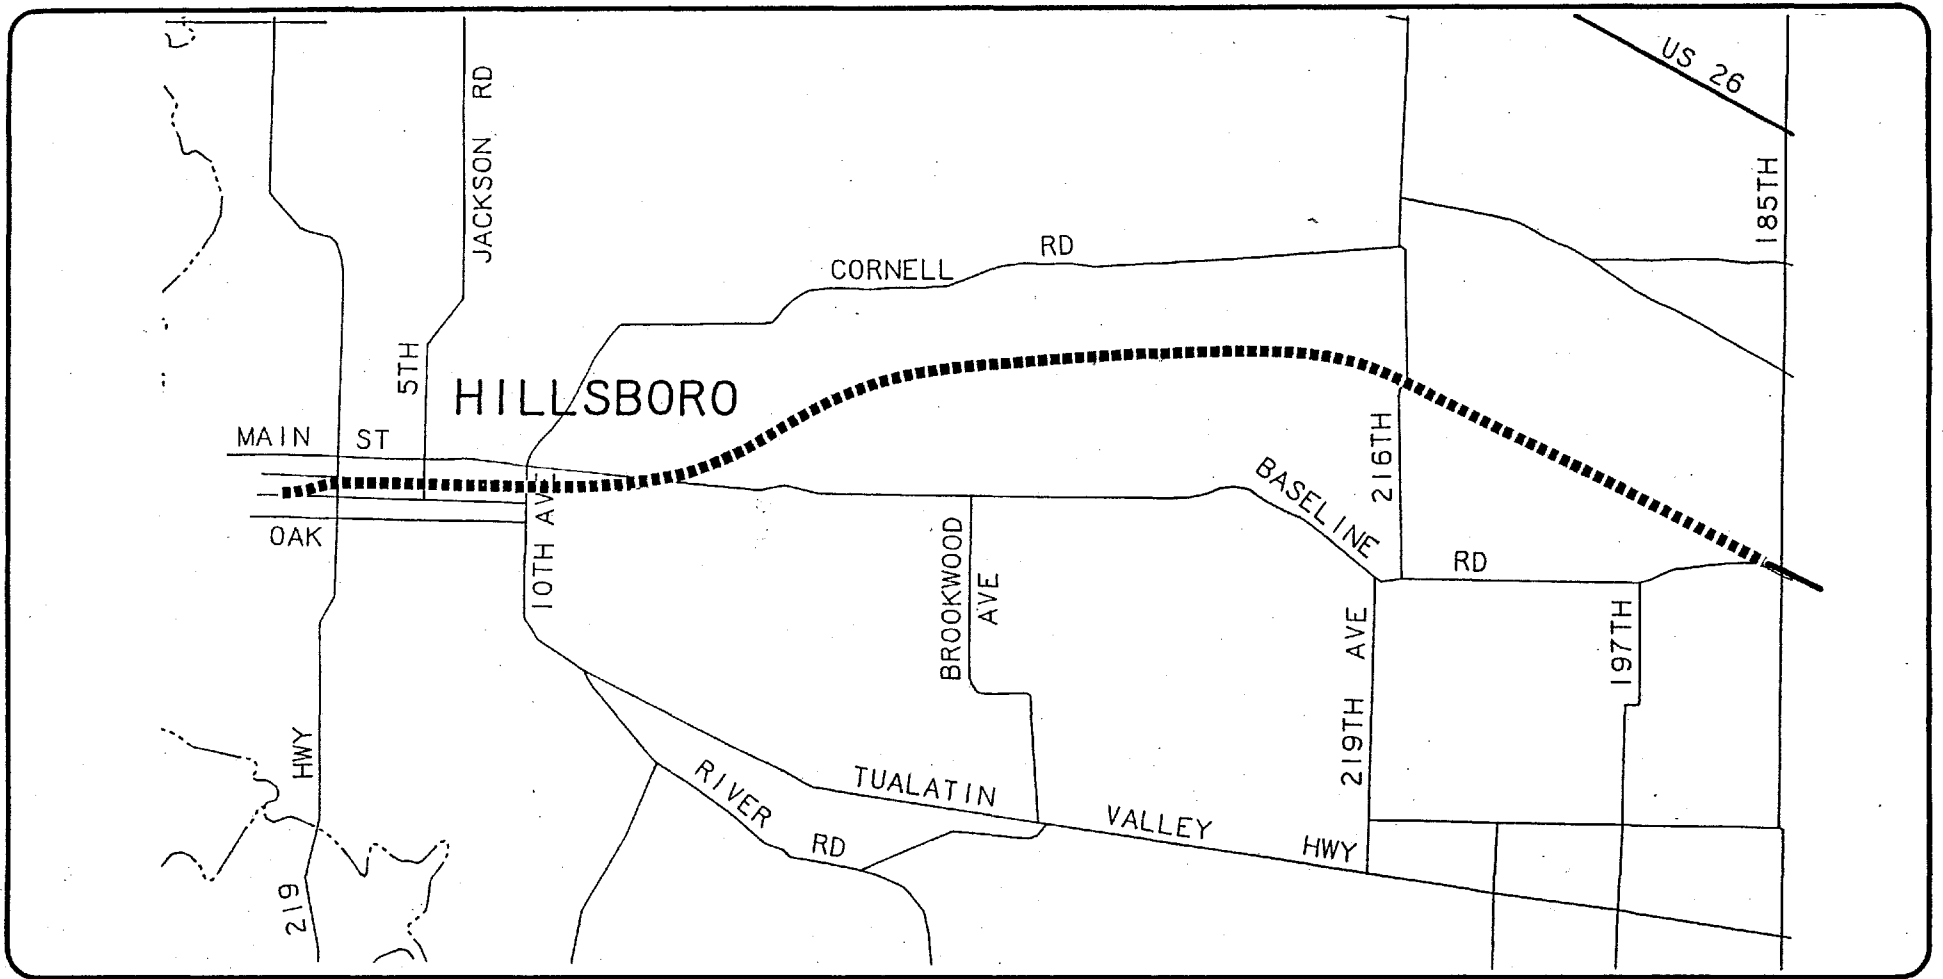 US 26
JACKSON RD
185TH
CORNELL RD
5TH
HILLSBORO
MAIN ST
216TH
BASELINE RD
10TH AVE
OAK
BROOKWOOD AVE
219TH AVE
197TH
HWY 219
RIVER RD
TUALATIN VALLEY HWY